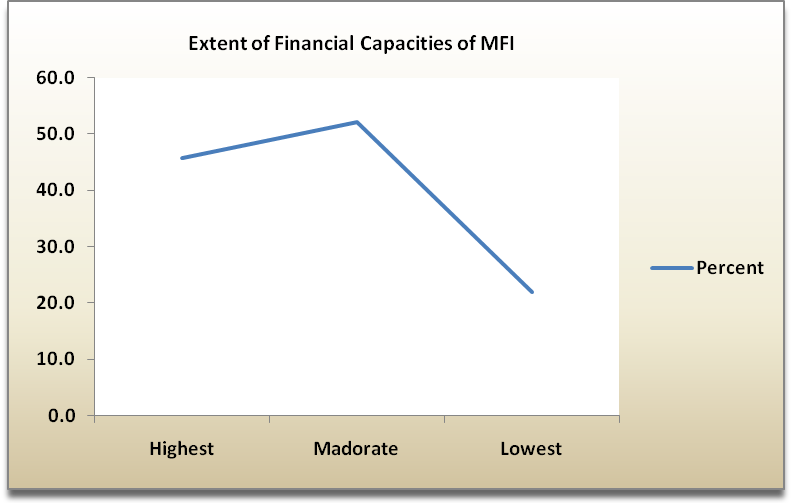 Extent of Financial Capacities of MFI
60.0
50.0
40.0
30.0
20.0
10.0
0.0
Highest Madorate Lowest
Percent